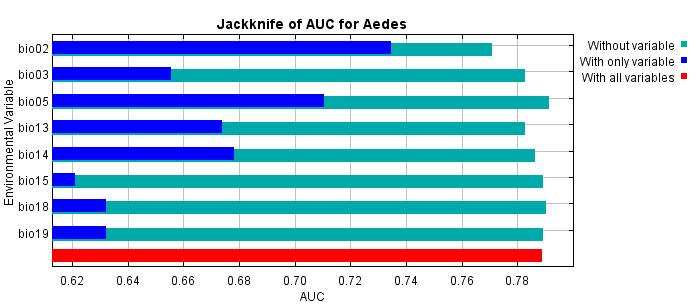 Jackknife of AUC for Aedes
Environmental Variable
bio02
bio03
bio05
bio13
bio14
bio15
bio18
bio19
0.62 0.64 0.66 0.68 0.70 0.72 0.74 0.76 0.78
AUC
Without variable
With only variable
With all variables